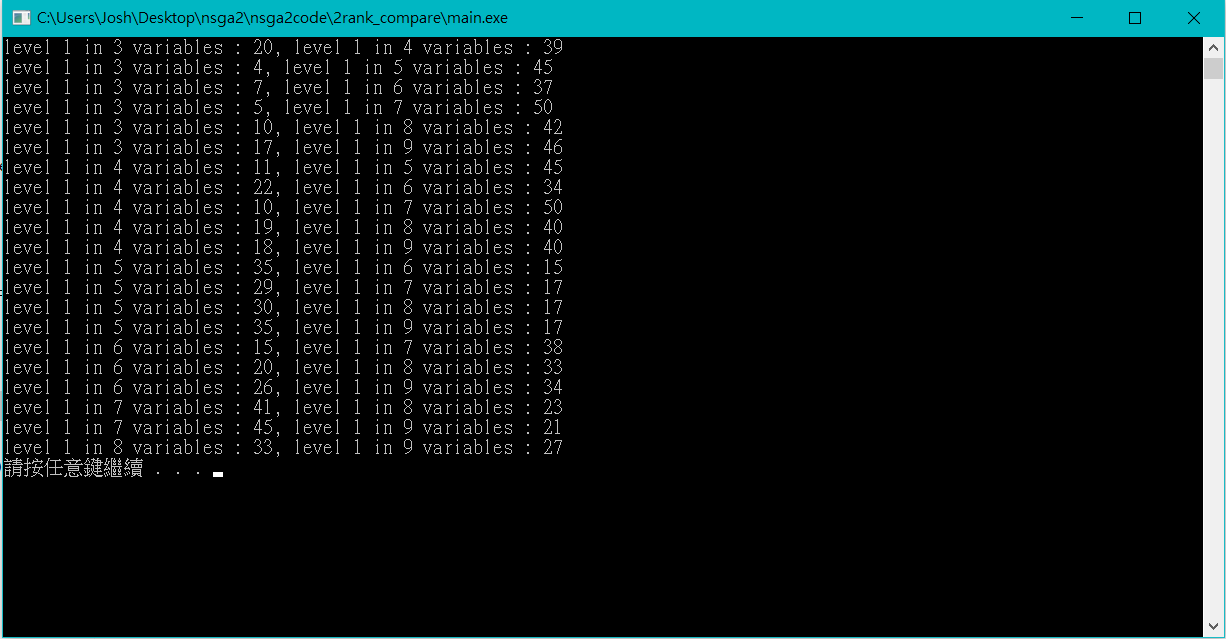 C:\Users\Josh\Desktop\nsga2\nsga2code\2rank_compare\main.exe
level 1 in 3 variables : 20, level 1 in 4 variables : 39
level 1 in 3 variables : 4, level 1 in 5 variables : 45
level 1 in 3 variables : 7, level 1 in 6 variables : 37
level 1 in 3 variables : 5, level 1 in 7 variables : 50
level 1 in 3 variables : 10, level 1 in 8 variables : 42
level 1 in 3 variables : 17, level 1 in 9 variables : 46
level 1 in 4 variables : 11, level 1 in 5 variables : 45
level 1 in 4 variables : 22, level 1 in 6 variables : 34
level 1 in 4 variables : 10, level 1 in 7 variables : 50
level 1 in 4 variables : 19, level 1 in 8 variables : 40
level 1 in 4 variables : 18, level 1 in 9 variables : 40
level 1 in 5 variables : 35, level 1 in 6 variables : 15
level 1 in 5 variables : 29, level 1 in 7 variables : 17
level 1 in 5 variables : 30, level 1 in 8 variables : 17
level 1 in 5 variables : 35, level 1 in 9 variables : 17
level 1 in 6 variables : 15, level 1 in 7 variables : 38
level 1 in 6 variables : 20, level 1 in 8 variables : 33
level 1 in 6 variables : 26, level 1 in 9 variables : 34
level 1 in 7 variables : 41, level 1 in 8 variables : 23
level 1 in 7 variables : 45, level 1 in 9 variables : 21
level 1 in 8 variables : 33, level 1 in 9 variables : 27
請按任意鍵繼續 . . .